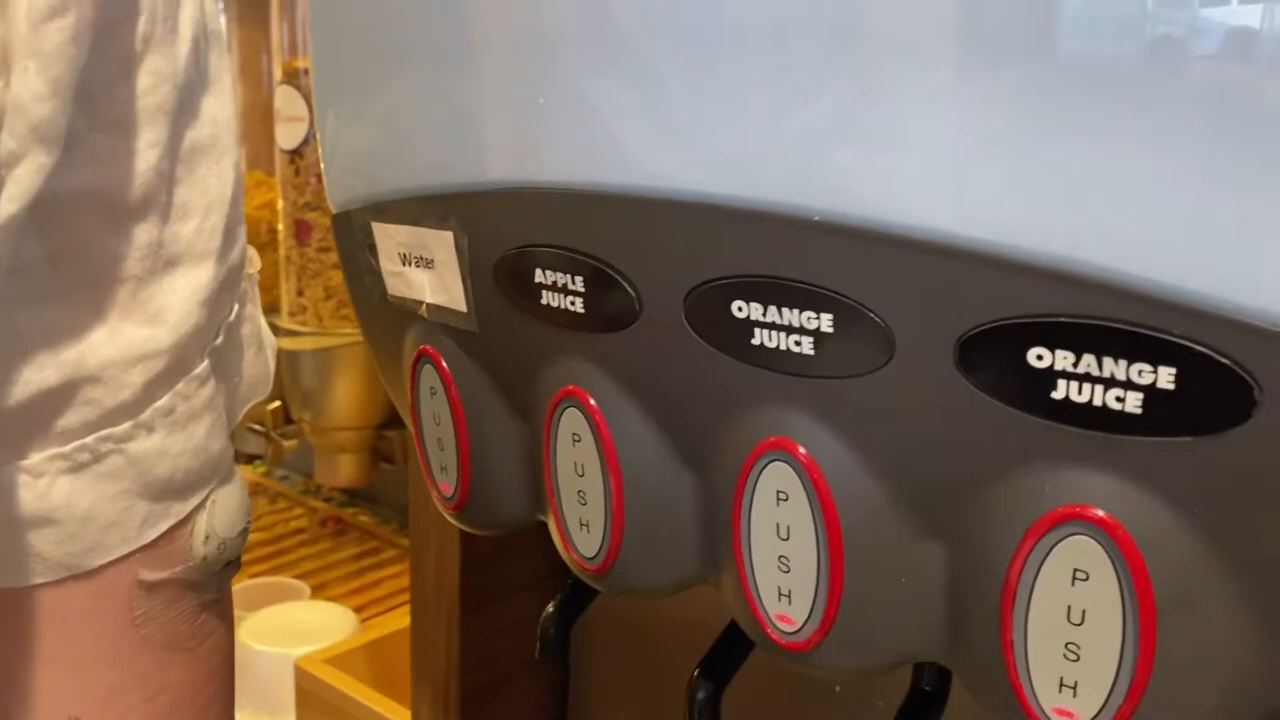 Water
APPLE
JUICE
ORANGE
JUICE
ORANGE
JUICE
PUSH
PUSH
PUSH
PUSH